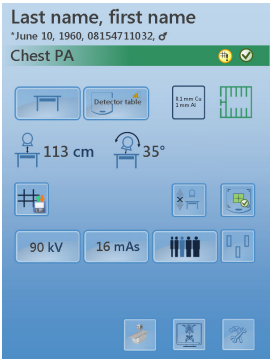 Last name, first name
*June 10, 1960, 08154711032, ♂
Chest PA
Detector table
0.1 mm Cu
1 mm Al
113 cm
35°
90 kV
16 mAs